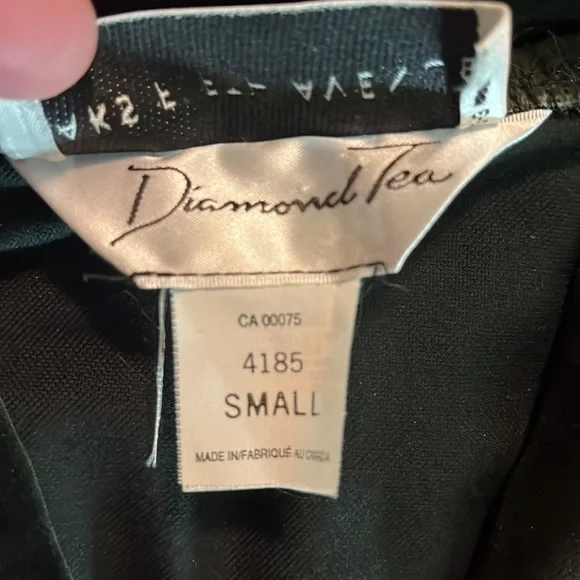 Diamond Tea
CA 00075
4185
SMALL
MADE IN/FABRIQUÉ AU CANADA